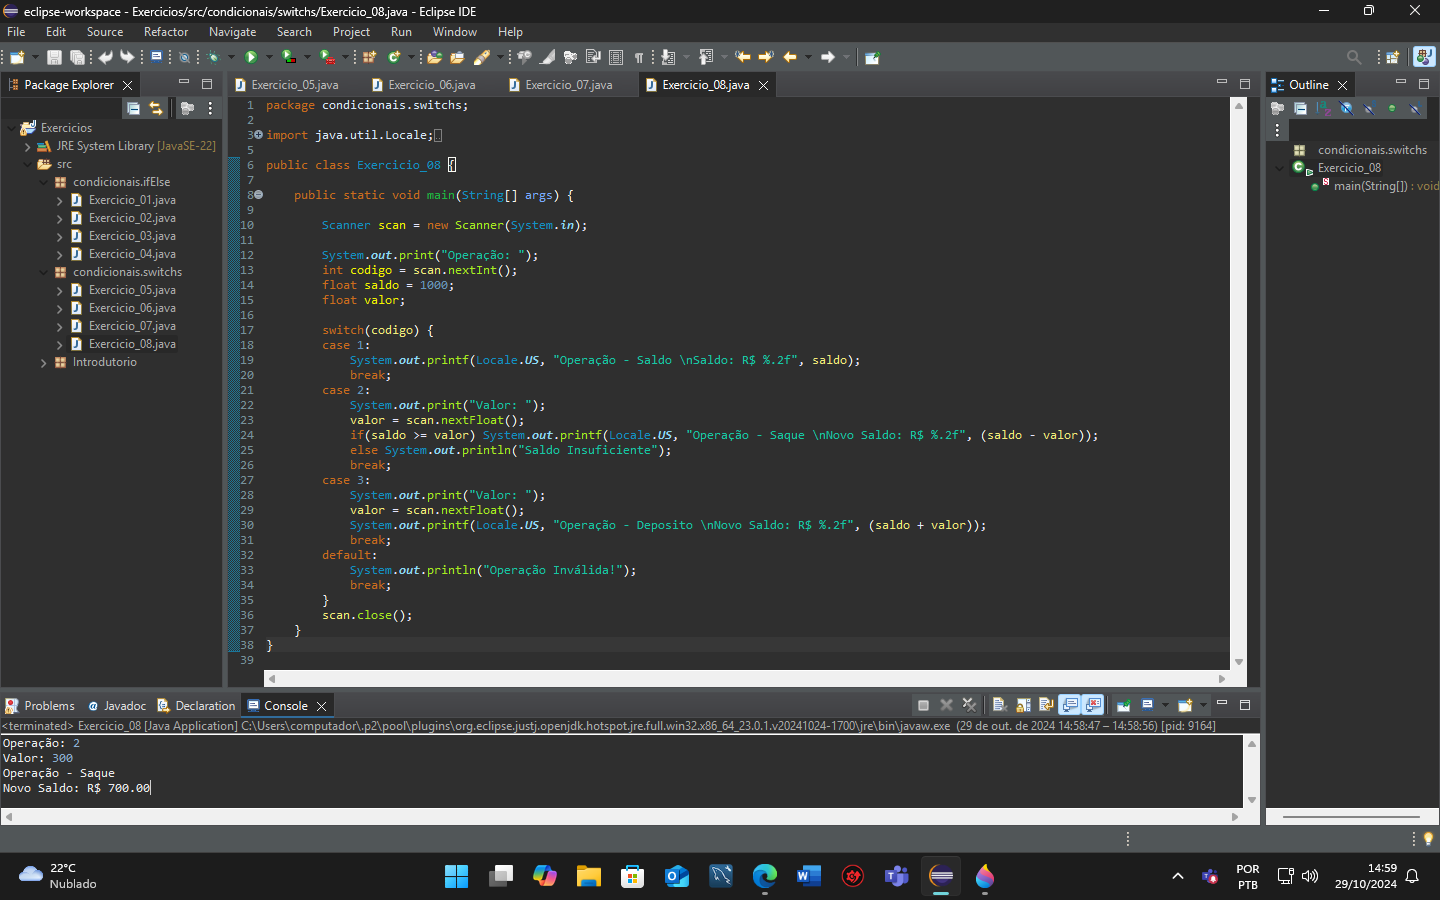 eclipse-workspace - Exercicios/src/condicionais/switchs/Exercicio_08.java - Eclipse IDE
File Edit Source Refactor Navigate Search Project Run Window Help
Package Explorer
Exercicios
JRE System Library [JavaSE-22]
src
condicionais.ifElse
Exercicio_01.java
Exercicio_02.java
Exercicio_03.java
Exercicio_04.java
condicionais.switchs
Exercicio_05.java
Exercicio_06.java
Exercicio_07.java
Exercicio_08.java
Introdutorio
Exercicio_05.java Exercicio_06.java Exercicio_07.java Exercicio_08.java
1 package condicionais.switchs;
2
3 import java.util.Locale;
5
6 public class Exercicio_08 {
7
8 public static void main(String[] args) {
9
10 Scanner scan = new Scanner(System.in);
11
12 System.out.print("Operação: ");
13 int codigo = scan.nextInt();
14 float saldo = 1000;
15 float valor;
16
17 switch(codigo) {
18 case 1:
19 System.out.printf(Locale.US, "Operação - Saldo \nSaldo: R$ %.2f", saldo);
20 break;
21 case 2:
22 System.out.print("Valor: ");
23 valor = scan.nextFloat();
24 if(saldo >= valor) System.out.printf(Locale.US, "Operação - Saque \nNovo Saldo: R$ %.2f", (saldo - valor));
25 else System.out.println("Saldo Insuficiente");
26 break;
27 case 3:
28 System.out.print("Valor: ");
29 valor = scan.nextFloat();
30 System.out.printf(Locale.US, "Operação - Deposito \nNovo Saldo: R$ %.2f", (saldo + valor));
31 break;
32 default:
33 System.out.println("Operação Inválida!");
34 break;
35 }
36 scan.close();
37 }
38 }
39
Outline
condicionais.switchs
Exercicio_08
main(String[]) : void
Problems Javadoc Declaration Console
<terminated> Exercicio_08 [Java Application] C:\Users\computador\.p2\pool\plugins\org.eclipse.justj.openjdk.hotspot.jre.full.win32.x86_64_23.0.1.v20241024-1700\jre\bin\javaw.exe (29 de out. de 2024 14:58:47 – 14:58:56) [pid: 9164]
Operação: 2
Valor: 300
Operação - Saque
Novo Saldo: R$ 700.00
22°C
Nublado
POR
PTB
14:59
29/10/2024